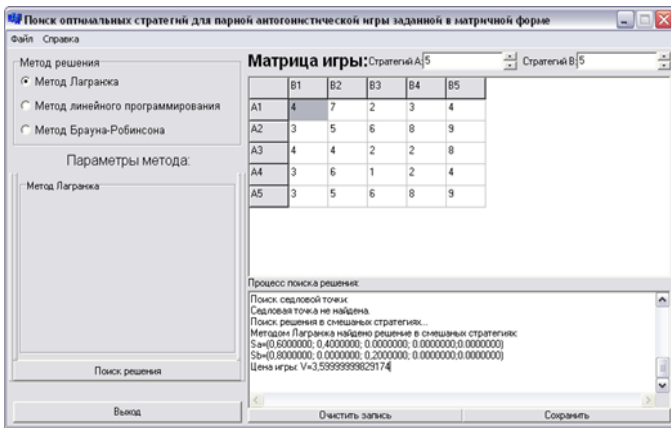 Поиск оптимальных стратегий для парной антогонистической игры заданной в матричной форме
Файл Справка
Метод решения
Метод Лагранжа
Метод линейного программирования
Метод Брауна-Робинсона
Параметры метода:
Метод Лагранжа
Поиск решения
Выход
Матрица игры: Стратегий А: 5 Стратегий В: 5
B1 B2 B3 B4 B5
A1 4 7 2 3 4
A2 3 5 6 8 9
A3 4 4 2 2 8
A4 3 6 1 2 4
A5 3 5 6 8 9
Процесс поиска решения:
Поиск седловой точки:
Седловая точка не найдена.
Поиск решения в смешаных стратегиях...
Методом Лагранжа найдено решение в смешаных стратегиях:
Sa=(0,6000000; 0,4000000; 0.0000000; 0.0000000;0.0000000)
Sb=(0,8000000; 0.0000000; 0,2000000; 0.0000000;0.0000000)
Цена игры: V=3,59999999829174
Очистить запись Сохранить